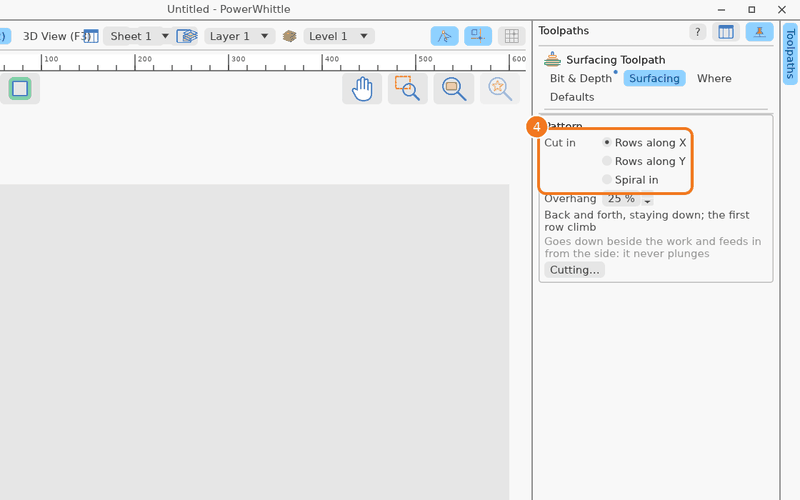 Untitled - PowerWhittle
3D View (F3)
Sheet 1
Layer 1
Level 1
100
200
300
400
500
600
Toolpaths
?
Toolpaths
Surfacing Toolpath
Bit & Depth
Surfacing
Where
Defaults
4
Pattern
Cut in
Rows along X
Rows along Y
Spiral in
Overhang
25 %
Back and forth, staying down; the first
row climb
Goes down beside the work and feeds in
from the side: it never plunges
Cutting...